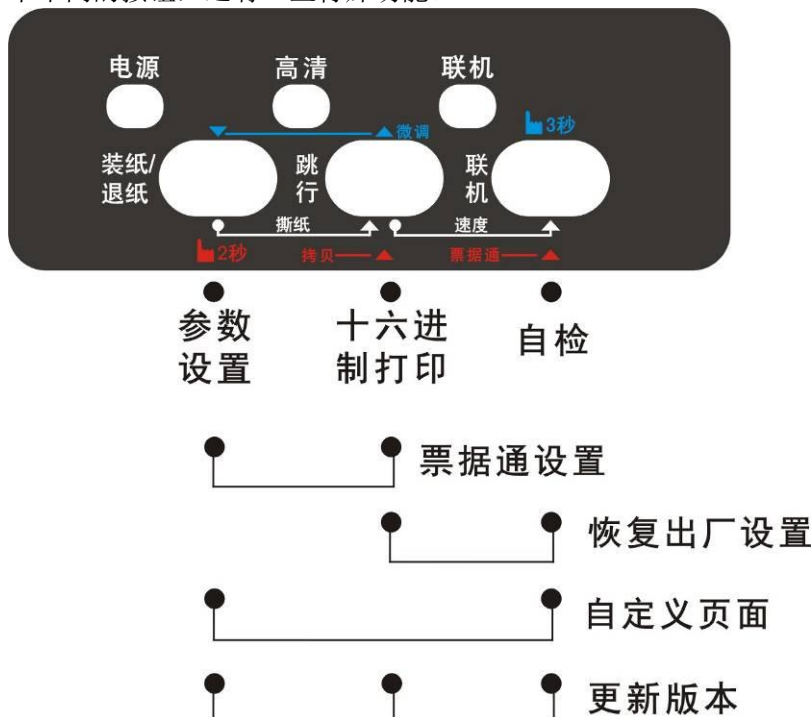 电源 高清 联机
微调 3秒
装纸/ 跳 联
退纸 行 机
撕纸 速度
2秒 拷贝 票据通
参数 十六进 自检
设置 制打印
票据通设置
恢复出厂设置
自定义页面
更新版本